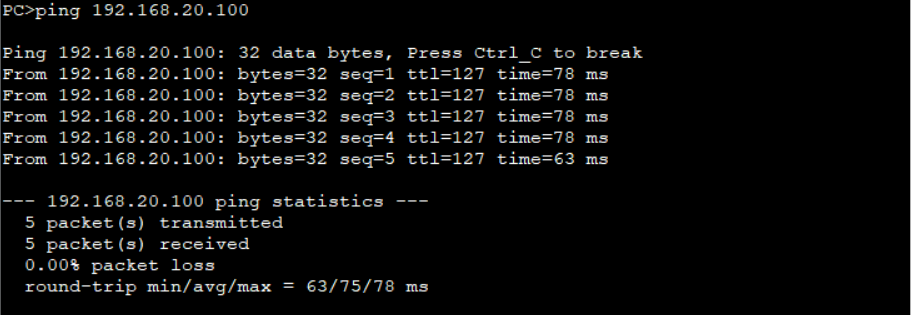 PC>ping 192.168.20.100
Ping 192.168.20.100: 32 data bytes, Press Ctrl_C to break
From 192.168.20.100: bytes=32 seq=1 ttl=127 time=78 ms
From 192.168.20.100: bytes=32 seq=2 ttl=127 time=78 ms
From 192.168.20.100: bytes=32 seq=3 ttl=127 time=78 ms
From 192.168.20.100: bytes=32 seq=4 ttl=127 time=78 ms
From 192.168.20.100: bytes=32 seq=5 ttl=127 time=63 ms
--- 192.168.20.100 ping statistics ---
5 packet(s) transmitted
5 packet(s) received
0.00% packet loss
round-trip min/avg/max = 63/75/78 ms